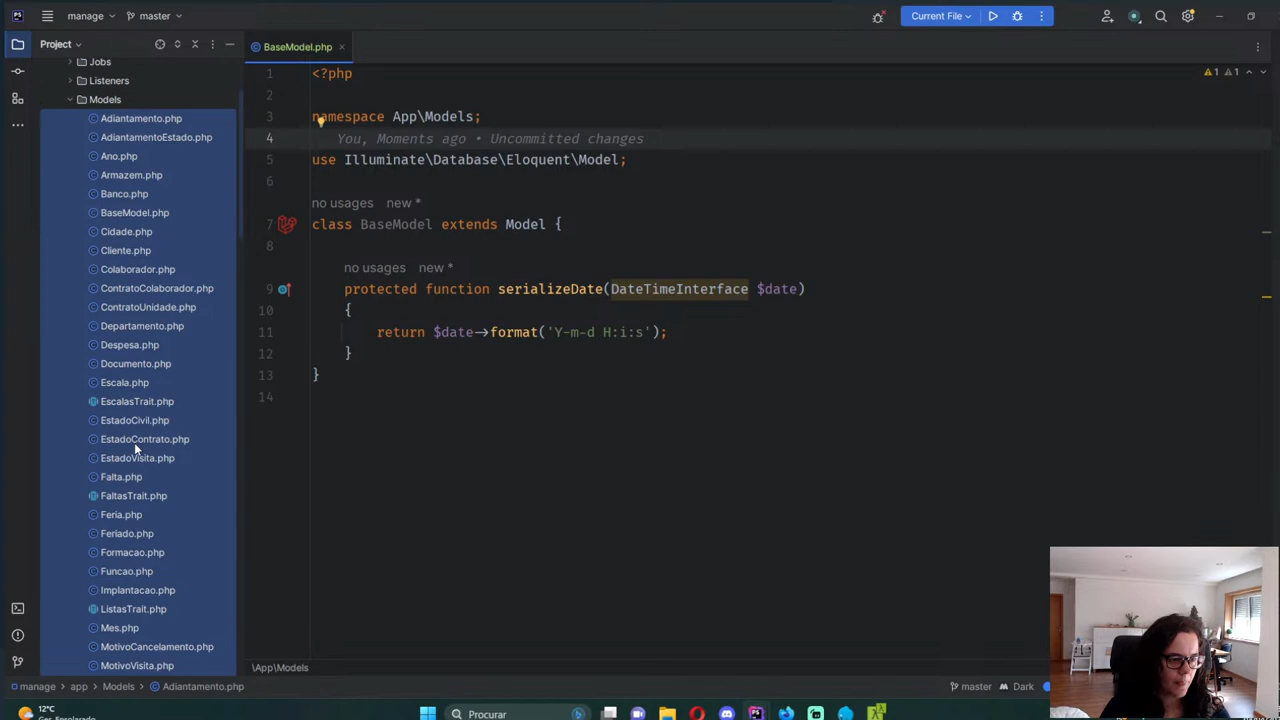 manage master Current File
Project BaseModel.php
Jobs
Listeners
Models
Adiantamento.php
AdiantamentoEstado.php
Ano.php
Armazem.php
Banco.php
BaseModel.php
Cidade.php
Cliente.php
Colaborador.php
ContratoColaborador.php
ContratoUnidade.php
Departamento.php
Despesa.php
Documento.php
Escala.php
EscalasTrait.php
EstadoCivil.php
EstadoContrato.php
EstadoVisita.php
Falta.php
FaltasTrait.php
Feria.php
Feriado.php
Formacao.php
Funcao.php
Implantacao.php
ListasTrait.php
Mes.php
MotivoCancelamento.php
MotivoVisita.php
1 <?php
2
3 namespace App\Models;
4 You, Moments ago • Uncommitted changes
5 use Illuminate\Database\Eloquent\Model;
6
no usages new *
7 class BaseModel extends Model {
8
no usages new *
9 protected function serializeDate(DateTimeInterface $date)
10 {
11 return $date->format('Y-m-d H:i:s');
12 }
13 }
14
1 1
\App\Models
manage app Models Adiantamento.php master Dark
12°C
Ger. Ensolarado
Procurar